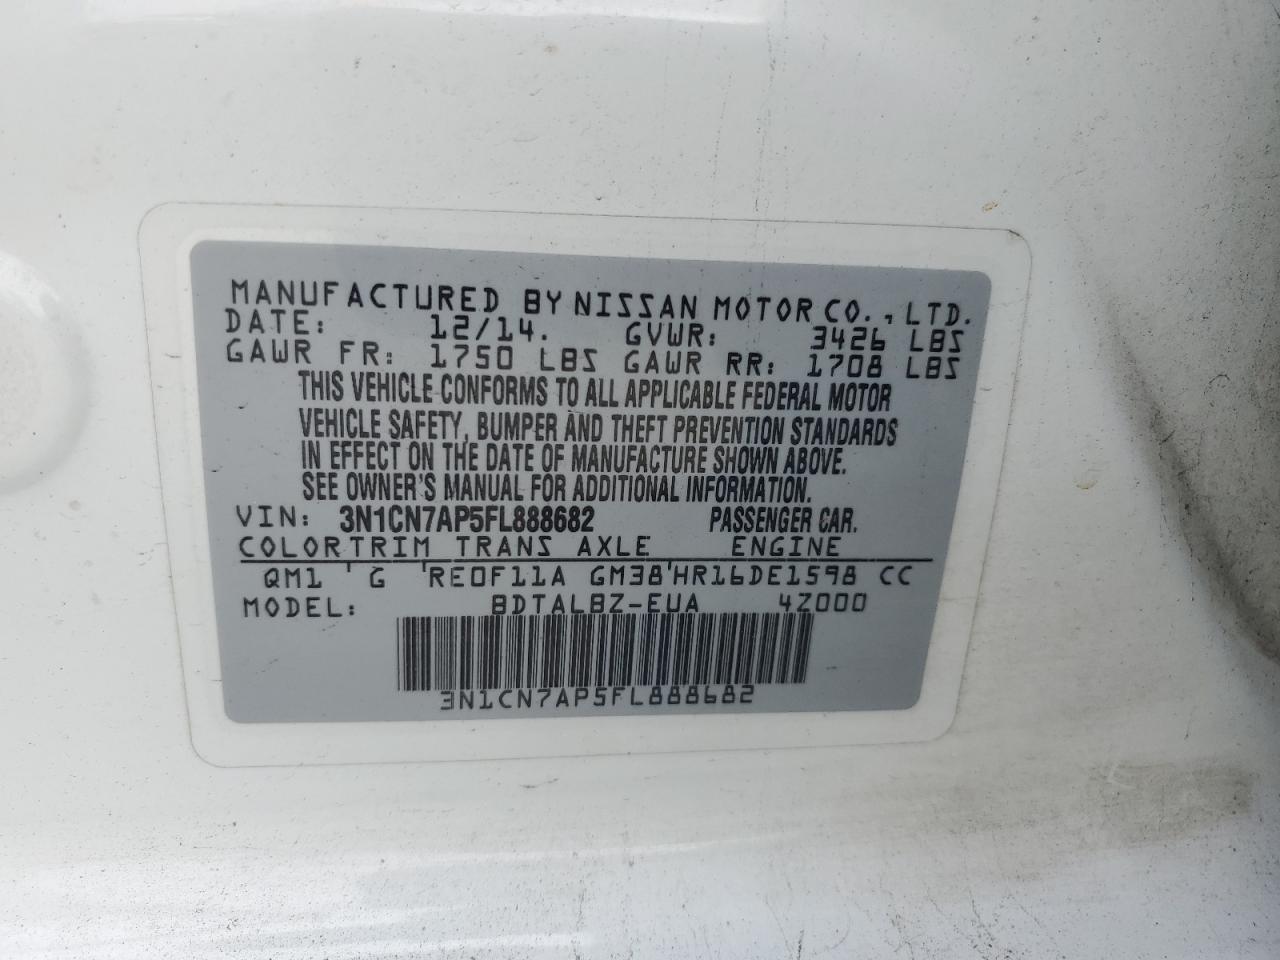 MANUFACTURED BY NISSAN MOTOR CO., LTD.
DATE: 12/14. GVWR: 3426 LBS
GAWR FR: 1750 LBS GAWR RR: 1708 LBS
THIS VEHICLE CONFORMS TO ALL APPLICABLE FEDERAL MOTOR
VEHICLE SAFETY, BUMPER AND THEFT PREVENTION STANDARDS
IN EFFECT ON THE DATE OF MANUFACTURE SHOWN ABOVE.
SEE OWNER'S MANUAL FOR ADDITIONAL INFORMATION.
VIN: 3N1CN7AP5FL888682 PASSENGER CAR.
COLOR TRIM TRANS AXLE ENGINE
QM1 ' G ' RE0F11A GM38 ' HR16DE1598 CC
MODEL: BDTALBZ-EUA 4Z000
3N1CN7AP5FL888682